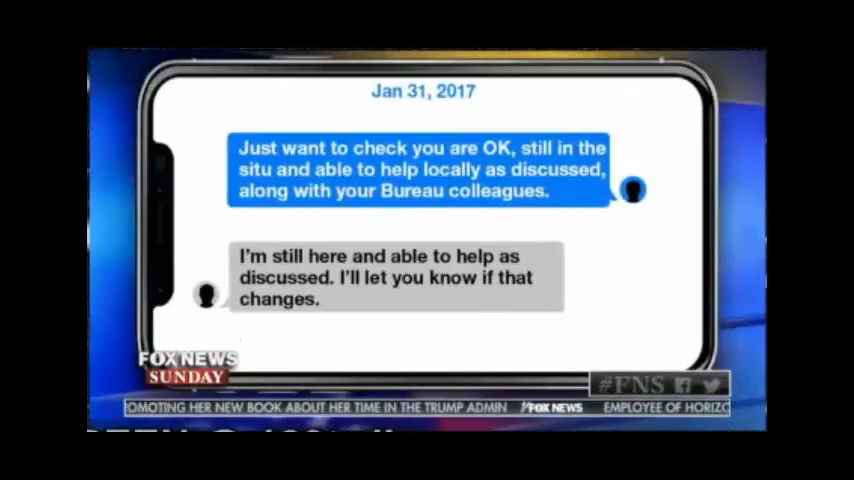 Jan 31, 2017
Just want to check you are OK, still in the
situ and able to help locally as discussed,
along with your Bureau colleagues.
I'm still here and able to help as
discussed. I'll let you know if that
changes.
FOX NEWS
SUNDAY
#FNS
OMOTING HER NEW BOOK ABOUT HER TIME IN THE TRUMP ADMIN FOX NEWS EMPLOYEE OF HORIZO